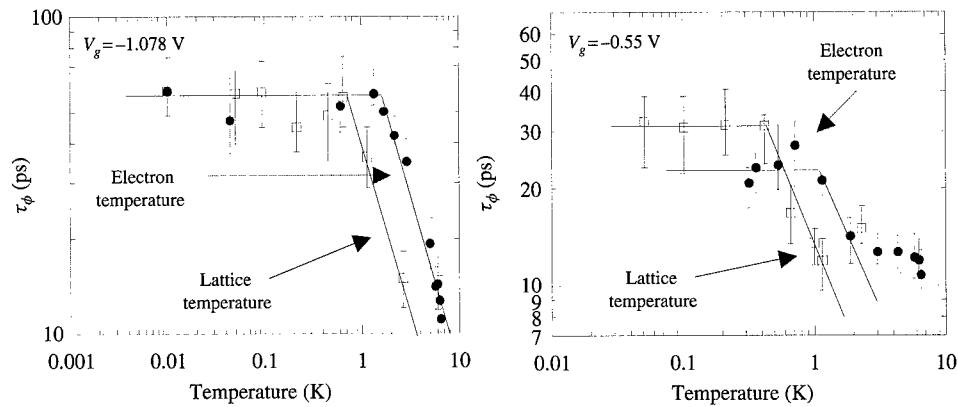 100
V_g=−1.078 V
τ_ϕ (ps)
Electron
temperature
Lattice
temperature
10
0.001 0.01 0.1 1 10
Temperature (K)
70
60
50
40
30
20
10
9
8
7
V_g=−0.55 V
τ_ϕ (ps)
Electron
temperature
Lattice
temperature
0.01 0.1 1 10
Temperature (K)